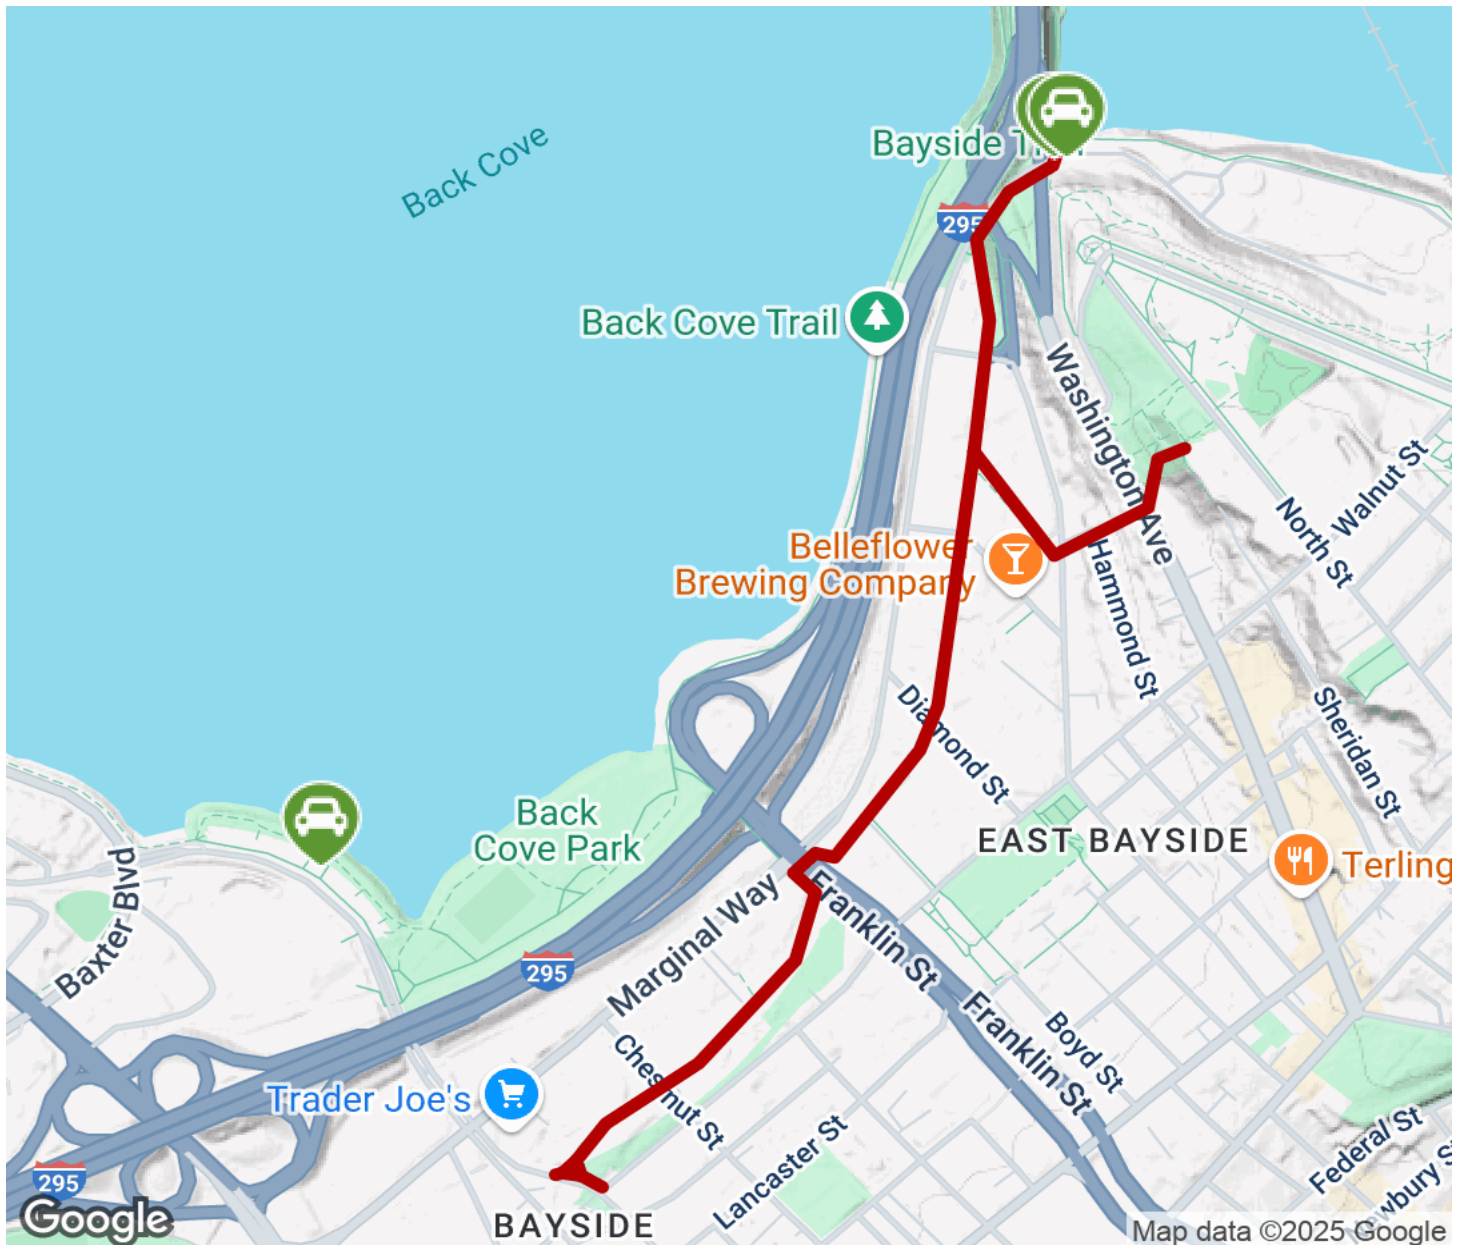 Back Cove
Bayside T
295
Back Cove Trail
Washington Ave
Walnut St
North St
Belleflower
Brewing Company
Hammond St
Diamond St
Sheridan St
Back
Cove Park
EAST BAYSIDE
Terling
Baxter Blvd
Marginal Way
Franklin St
295
Franklin St
Boyd St
Chestnut St
Trader Joe's
Lancaster St
Federal St
wbury S
295
BAYSIDE
Google
Map data ©2025 Google